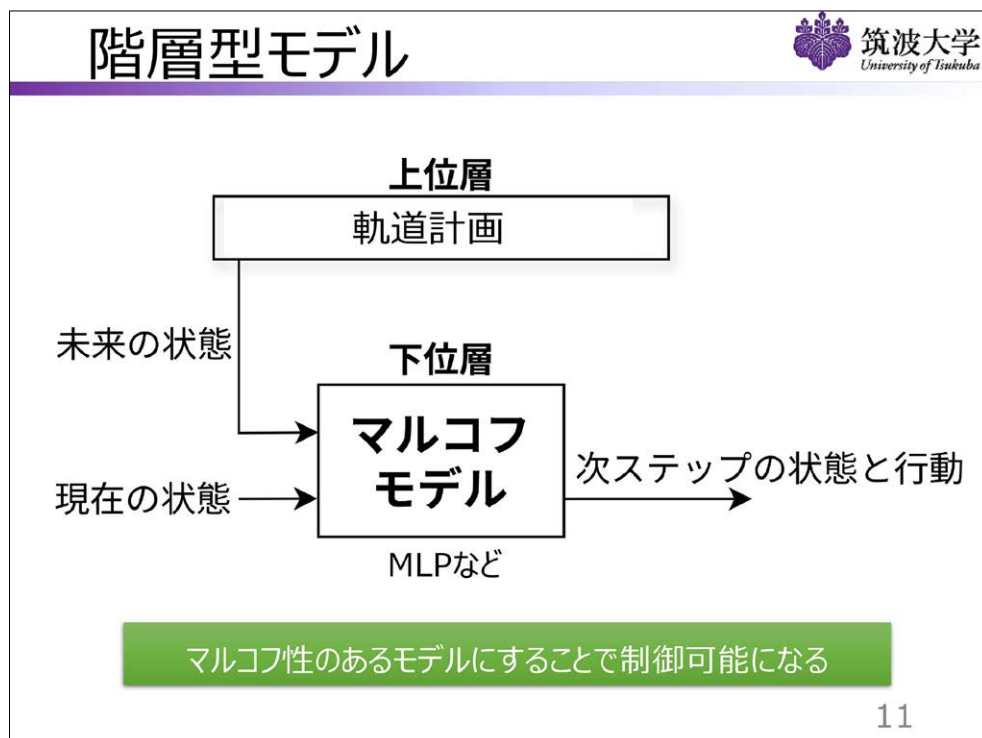 階層型モデル
筑波大学
University of Tsukuba
上位層
軌道計画
未来の状態
下位層
マルコフ
モデル
現在の状態
次ステップの状態と行動
MLPなど
マルコフ性のあるモデルにすることで制御可能になる
11